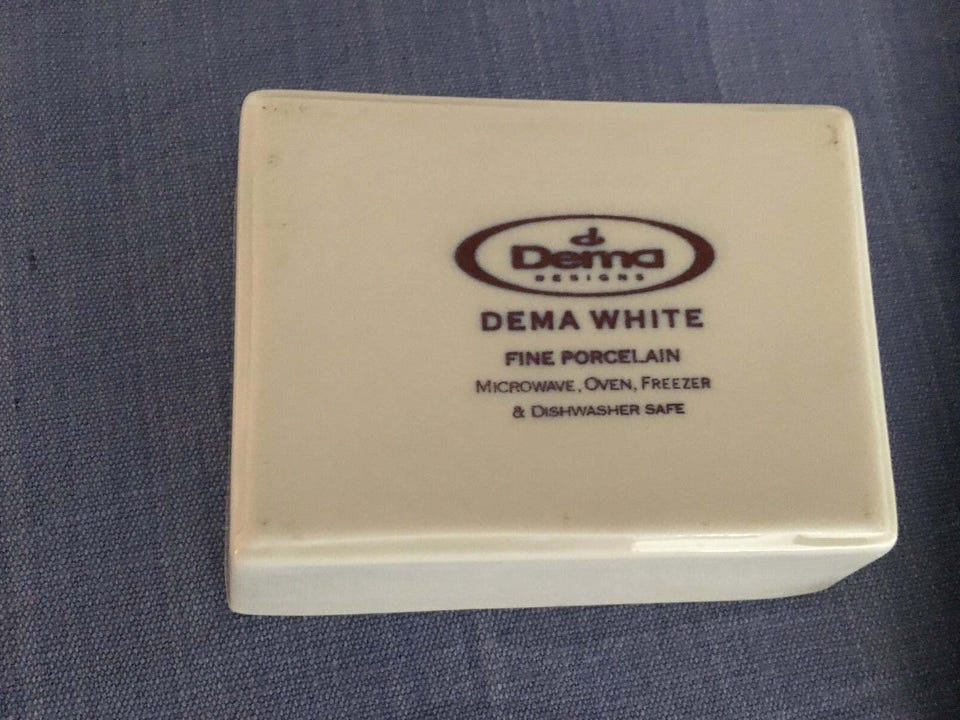 d
Dema
DESIGNS
DEMA WHITE
FINE PORCELAIN
MICROWAVE, OVEN, FREEZER
& DISHWASHER SAFE